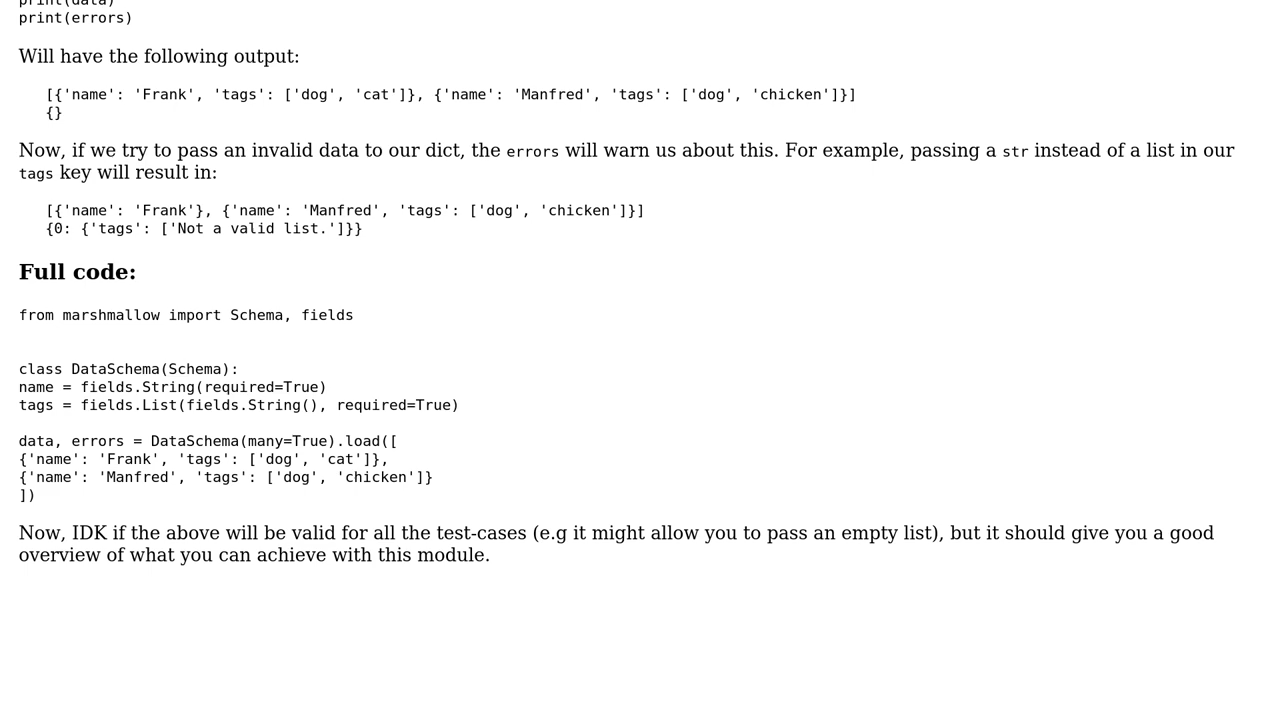 print(data)
print(errors)
Will have the following output:
[{'name': 'Frank', 'tags': ['dog', 'cat']}, {'name': 'Manfred', 'tags': ['dog', 'chicken']}]
{}
Now, if we try to pass an invalid data to our dict, the errors will warn us about this. For example, passing a str instead of a list in our
tags key will result in:
[{'name': 'Frank'}, {'name': 'Manfred', 'tags': ['dog', 'chicken']}]
{0: {'tags': ['Not a valid list.']}}
Full code:
from marshmallow import Schema, fields
class DataSchema(Schema):
name = fields.String(required=True)
tags = fields.List(fields.String(), required=True)
data, errors = DataSchema(many=True).load([
{'name': 'Frank', 'tags': ['dog', 'cat']},
{'name': 'Manfred', 'tags': ['dog', 'chicken']}
])
Now, IDK if the above will be valid for all the test-cases (e.g it might allow you to pass an empty list), but it should give you a good
overview of what you can achieve with this module.